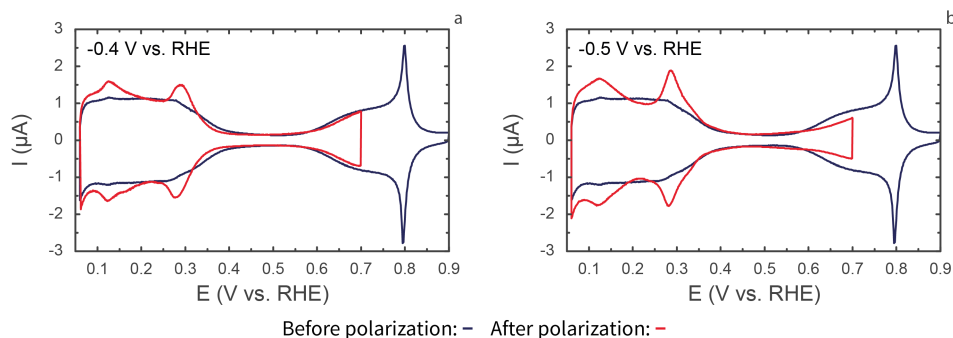 a
-0.4 V vs. RHE
I (µA)
3
2
1
0
-1
-2
-3
0.1 0.2 0.3 0.4 0.5 0.6 0.7 0.8 0.9
E (V vs. RHE)
b
-0.5 V vs. RHE
I (µA)
3
2
1
0
-1
-2
-3
0.1 0.2 0.3 0.4 0.5 0.6 0.7 0.8 0.9
E (V vs. RHE)
Before polarization: After polarization: